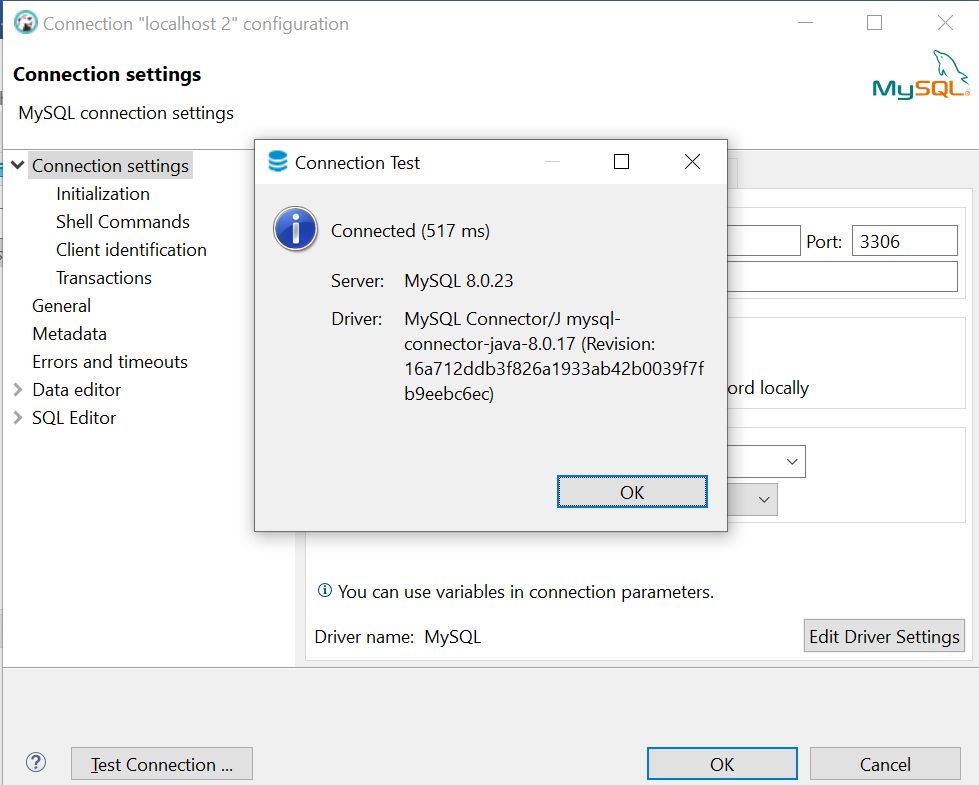 Connection "localhost 2" configuration
Connection settings
MySQL connection settings
MySQL®
Connection settings
Initialization
Shell Commands
Client identification
Transactions
General
Metadata
Errors and timeouts
Data editor
SQL Editor
Connection Test
Connected (517 ms)
Server: MySQL 8.0.23
Driver: MySQL Connector/J mysql-
connector-java-8.0.17 (Revision:
16a712ddb3f826a1933ab42b0039f7f
b9eebc6ec)
OK
Port: 3306
ord locally
You can use variables in connection parameters.
Driver name: MySQL
Edit Driver Settings
Test Connection ...
OK
Cancel